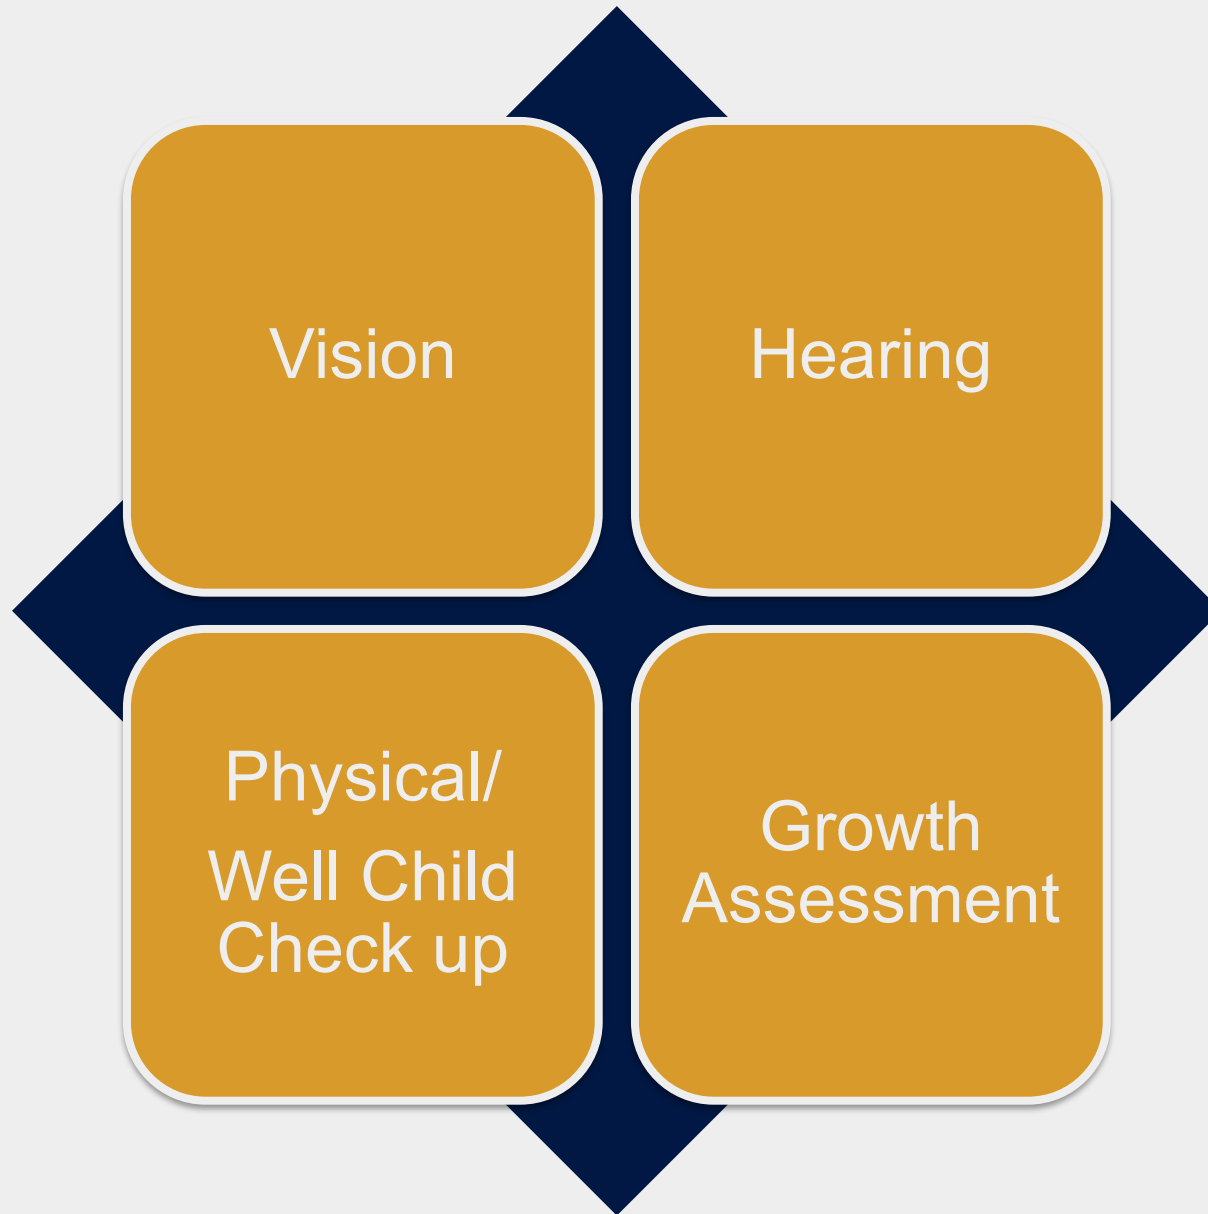 Vision
Hearing
Physical/
Well Child
Check up
Growth
Assessment